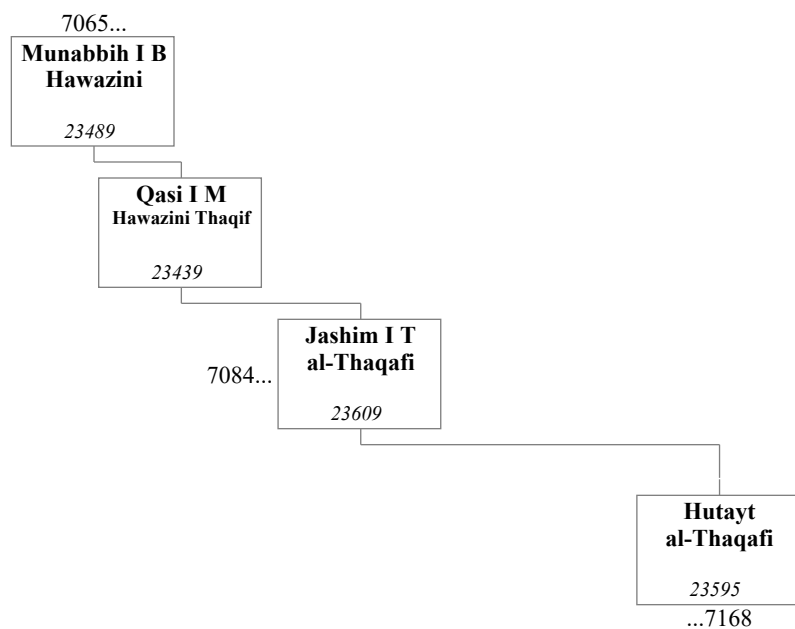 7065...
Munabbih I B
Hawazini
23489
Qasi I M
Hawazini Thaqif
23439
Jashim I T
al-Thaqafi
7084...
23609
Hutayt
al-Thaqafi
23595
...7168